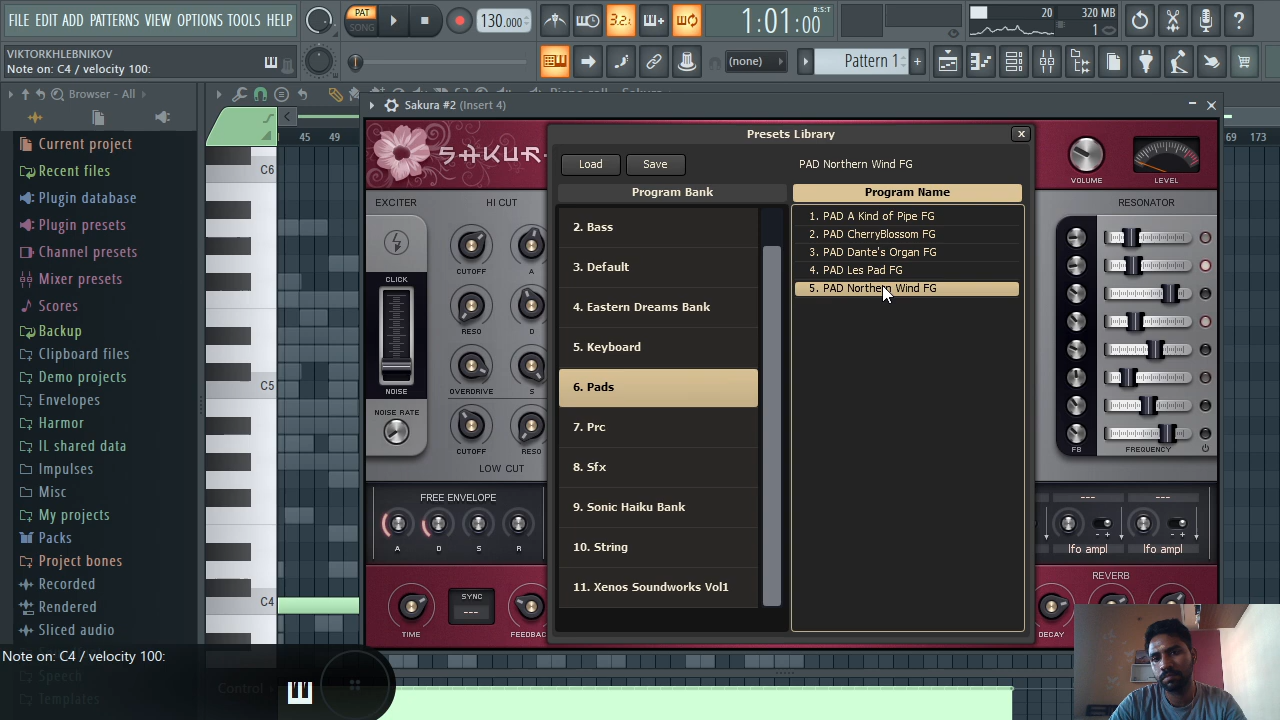 FILE EDIT ADD PATTERNS VIEW OPTIONS TOOLS HELP
PAT
SONG
130.000
3.2.
1:01:00
B:S:T
20
320 MB
1
VIKTORKHLEBNIKOV
Note on: C4 / velocity 100:
(none)
Pattern 1
Browser - All
Sakura #2 (Insert 4)
Presets Library
45
49
69
173
Load
Save
PAD Northern Wind FG
Program Bank
Program Name
2. Bass
3. Default
4. Eastern Dreams Bank
5. Keyboard
6. Pads
7. Prc
8. Sfx
9. Sonic Haiku Bank
10. String
11. Xenos Soundworks Vol1
1. PAD A Kind of Pipe FG
2. PAD CherryBlossom FG
3. PAD Dante's Organ FG
4. PAD Les Pad FG
5. PAD Northern Wind FG
Current project
Recent files
Plugin database
Plugin presets
Channel presets
Mixer presets
Scores
Backup
Clipboard files
Demo projects
Envelopes
Harmor
IL shared data
Impulses
Misc
My projects
Packs
Project bones
Recorded
Rendered
Sliced audio
Speech
Templates
C6
C5
C4
EXCITER
HI CUT
CLICK
NOISE
NOISE RATE
CUTOFF
A
RESO
D
OVERDRIVE
S
CUTOFF
RESO
LOW CUT
VOLUME
LEVEL
RESONATOR
FB
FREQUENCY
FREE ENVELOPE
A
D
S
R
---
---
- +
- +
lfo ampl
lfo ampl
TIME
SYNC
---
FEEDBAC
REVERB
DECAY
Note on: C4 / velocity 100:
Control